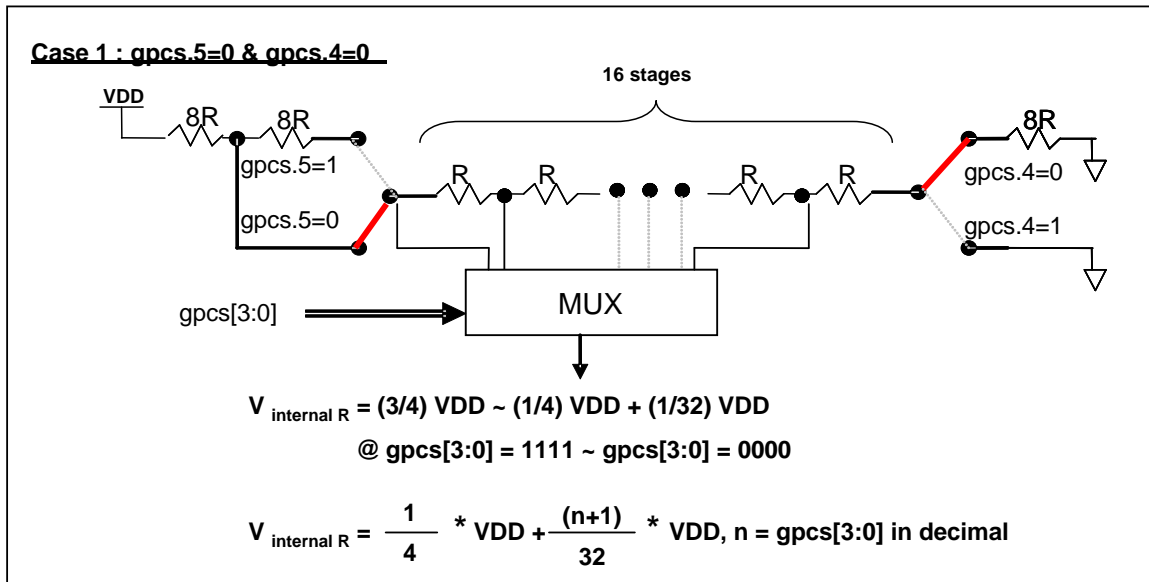 Case 1 : gpcs.5=0 & gpcs.4=0
16 stages
VDD
8R
8R
8R
gpcs.5=1
gpcs.4=0
R
R
R
R
gpcs.5=0
gpcs.4=1
MUX
gpcs[3:0]
V internal R = (3/4) VDD ~ (1/4) VDD + (1/32) VDD
@ gpcs[3:0] = 1111 ~ gpcs[3:0] = 0000
V internal R = 1/4 * VDD + (n+1)/32 * VDD, n = gpcs[3:0] in decimal